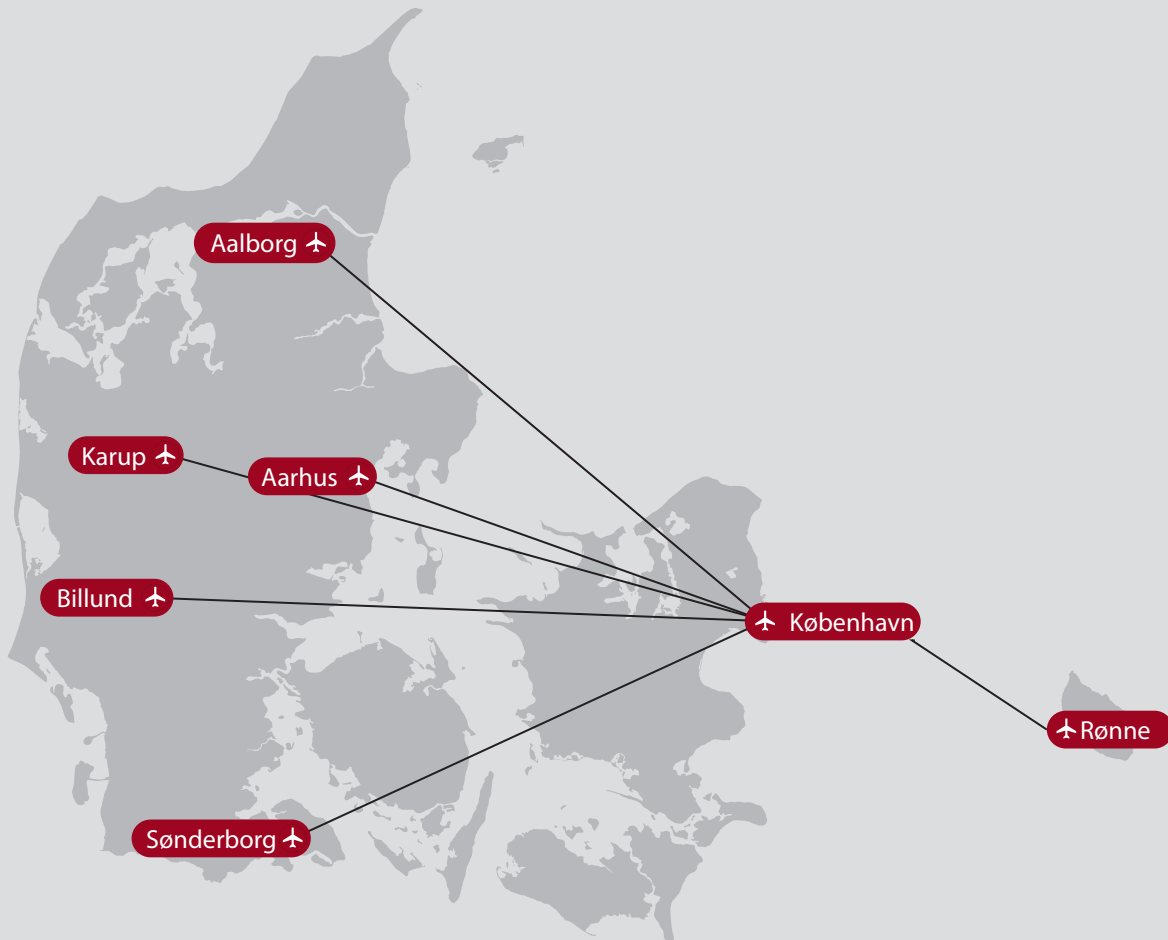 Aalborg
Karup
Aarhus
Billund
København
Rønne
Sønderborg